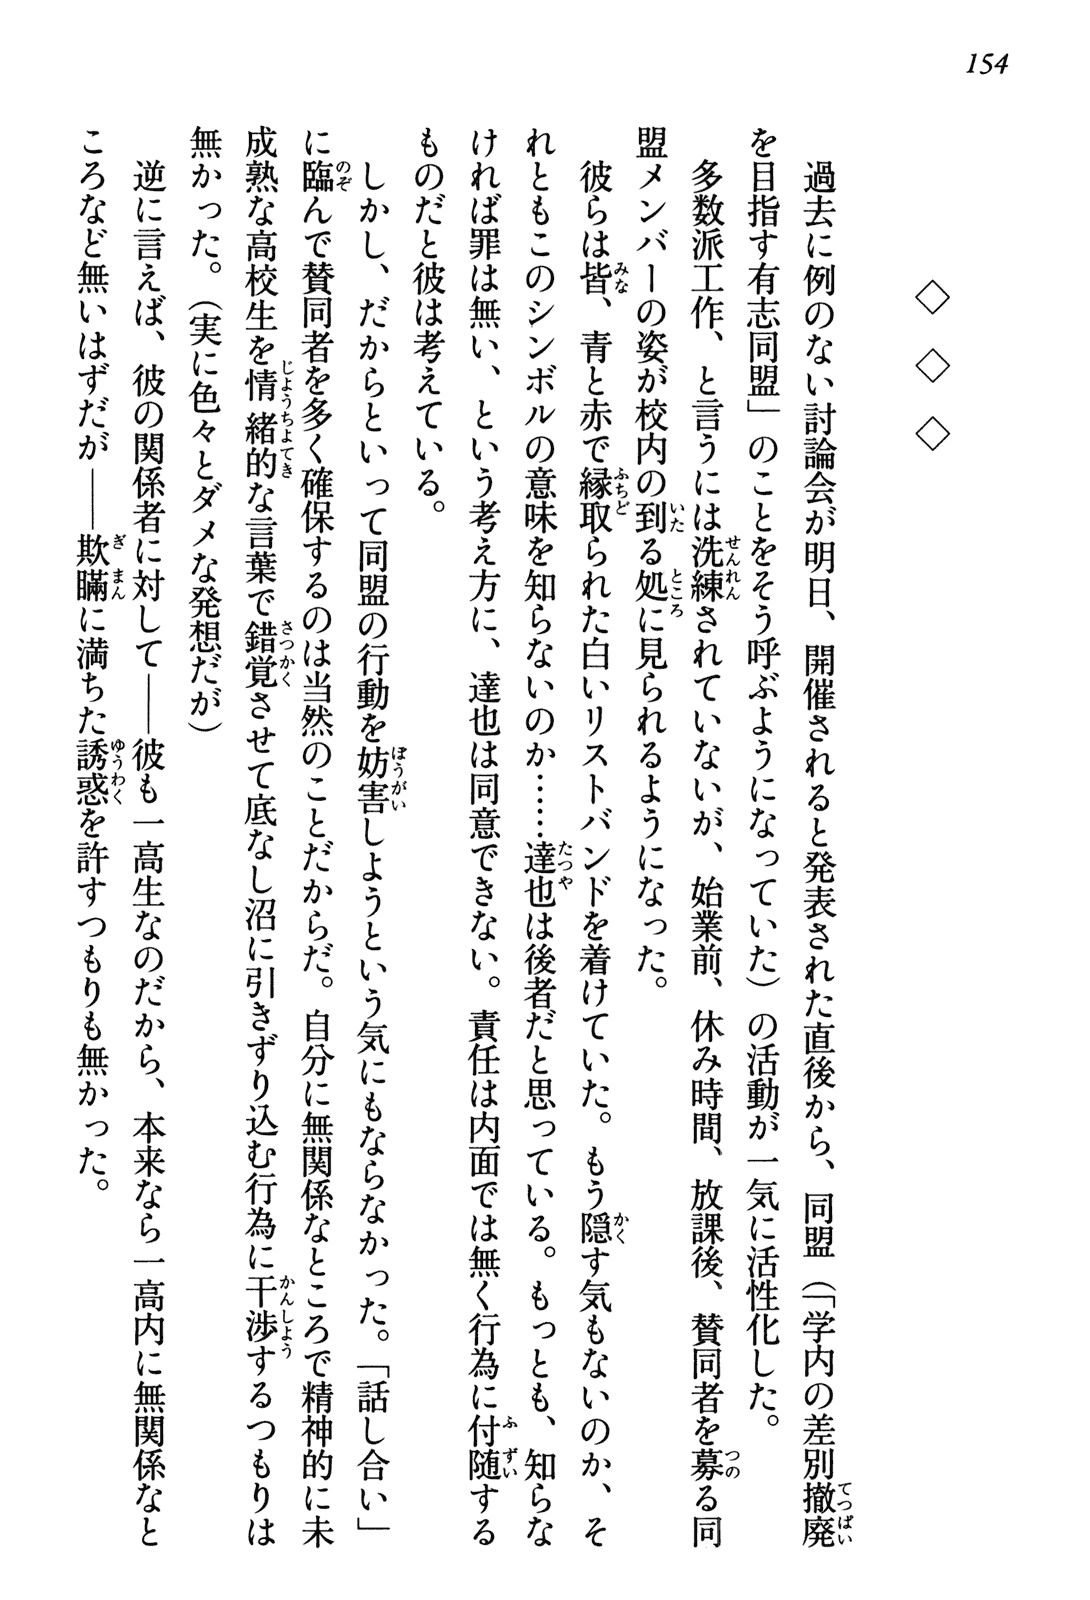 154
◇ ◇ ◇
過去に例のない討論会が明日、開催されると発表された直後から、同盟(「学内の差別撤廃
を目指す有志同盟」のことをそう呼ぶようになっていた)の活動が一気に活性化した。
多数派工作、と言うには洗練されていないが、始業前、休み時間、放課後、賛同者を募る同
盟メンバーの姿が校内の到る処に見られるようになった。
彼らは皆、青と赤で縁取られた白いリストバンドを着けていた。もう隠す気もないのか、そ
れともこのシンボルの意味を知らないのか……達也は後者だと思っている。もっとも、知らな
ければ罪は無い、という考え方に、達也は同意できない。責任は内面では無く行為に付随する
ものだと彼は考えている。
しかし、だからといって同盟の行動を妨害しようという気にもならなかった。「話し合い」
に臨んで賛同者を多く確保するのは当然のことだからだ。自分に無関係なところで精神的に未
成熟な高校生を情緒的な言葉で錯覚させて底なし沼に引きずり込む行為に干渉するつもりは
無かった。(実に色々とダメな発想だが)
逆に言えば、彼の関係者に対して――彼も一高生なのだから、本来なら一高内に無関係なと
ころなど無いはずだが――欺瞞に満ちた誘惑を許すつもりも無かった。